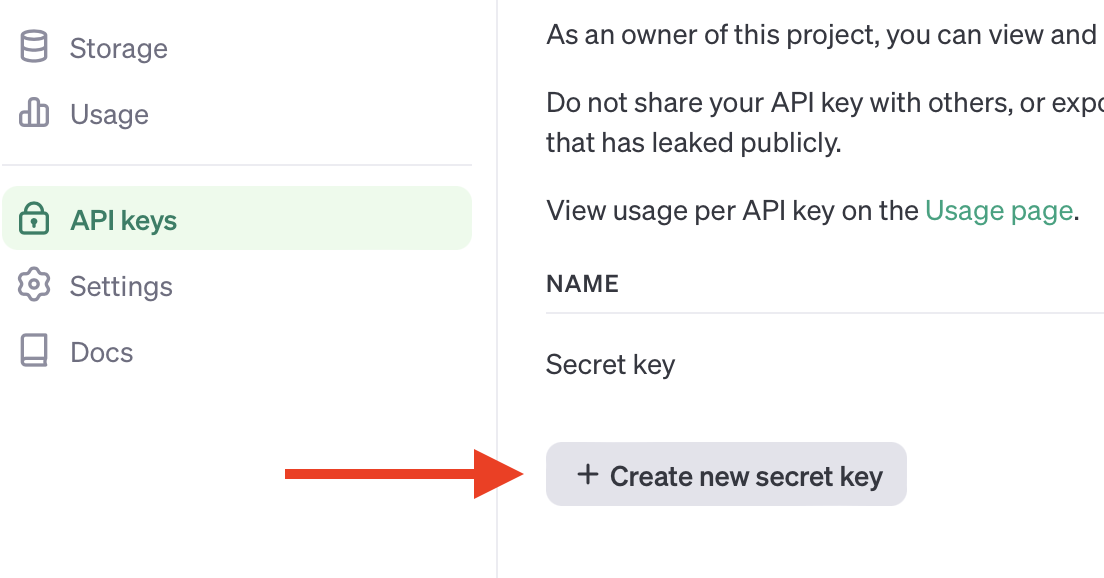 Storage
Usage
API keys
Settings
Docs
As an owner of this project, you can view and
Do not share your API key with others, or
that has leaked publicly.
View usage per API key on the Usage page.
NAME
Secret key
+ Create new secret key